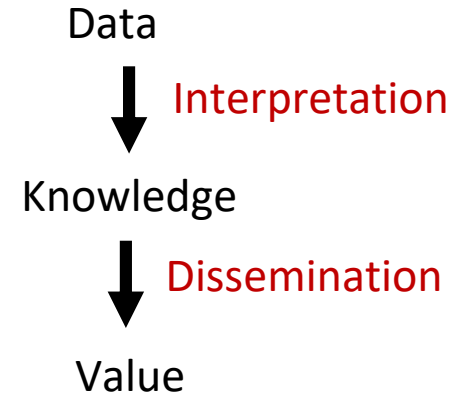 Data
Interpretation
Knowledge
Dissemination
Value